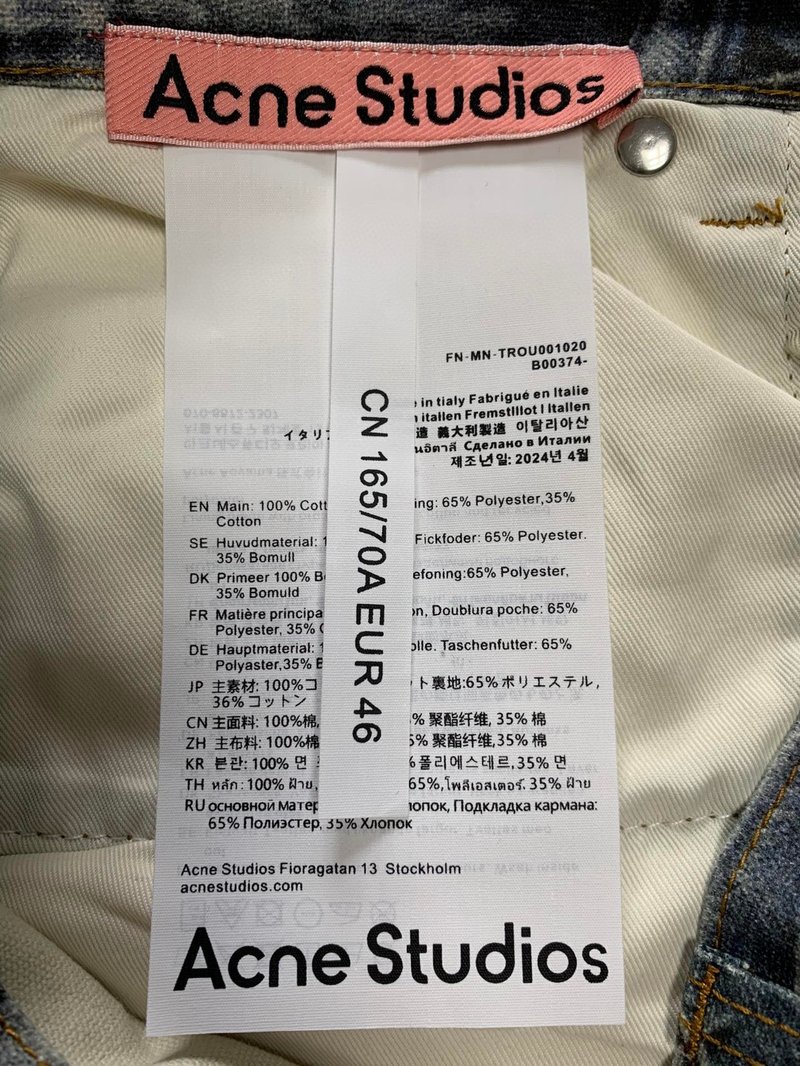 Acne Studios
FN-MN-TROU001020
B00374-
in tialy Fabrigué en Italie
italien Fremstlllot I Itallen
イタリ 造 義大利製造 이탈리아산
Сделано в Италии
제조년일: 2024년 4월
CN 165/70A EUR 46
EN Main: 100% Cott ing: 65% Polyester,35%
Cotton
SE Huvudmaterial: 1 Fickfoder: 65% Polyester.
35% Bomull
DK Primeer 100% B efoning:65% Polyester,
35% Bomuld
FR Matière principa on, Doublura poche: 65%
Polyester, 35% C
DE Hauptmaterial: 1 olle. Taschenfutter: 65%
Polyaster,35% B
JP 主素材: 100%コ ット裏地:65%ポリエステル,
36%コットン
CN 主面料: 100%棉, % 聚酯纤维, 35% 棉
ZH 主布料: 100%棉 5% 聚酯纤维, 35% 棉
KR 본관: 100% 면 %폴리에스테르,35% 면
TH หลัก : 100% ฝ้าย, 65%,โพลีเอสเตอร์. 35% ฝ้าย
RU основной матер лопок, Подкладка кармана:
65% Полиэстер, 35% Хлопок
Acne Studios Fioragatan 13 Stockholm
acnestudios.com
Acne Studios